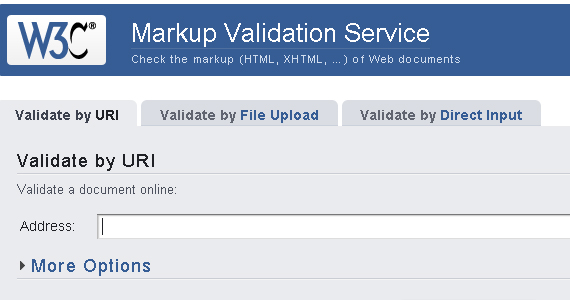 W3C®
Markup Validation Service
Check the markup (HTML, XHTML, …) of Web documents
Validate by URI
Validate by File Upload
Validate by Direct Input
Validate by URI
Validate a document online:
Address:
More Options